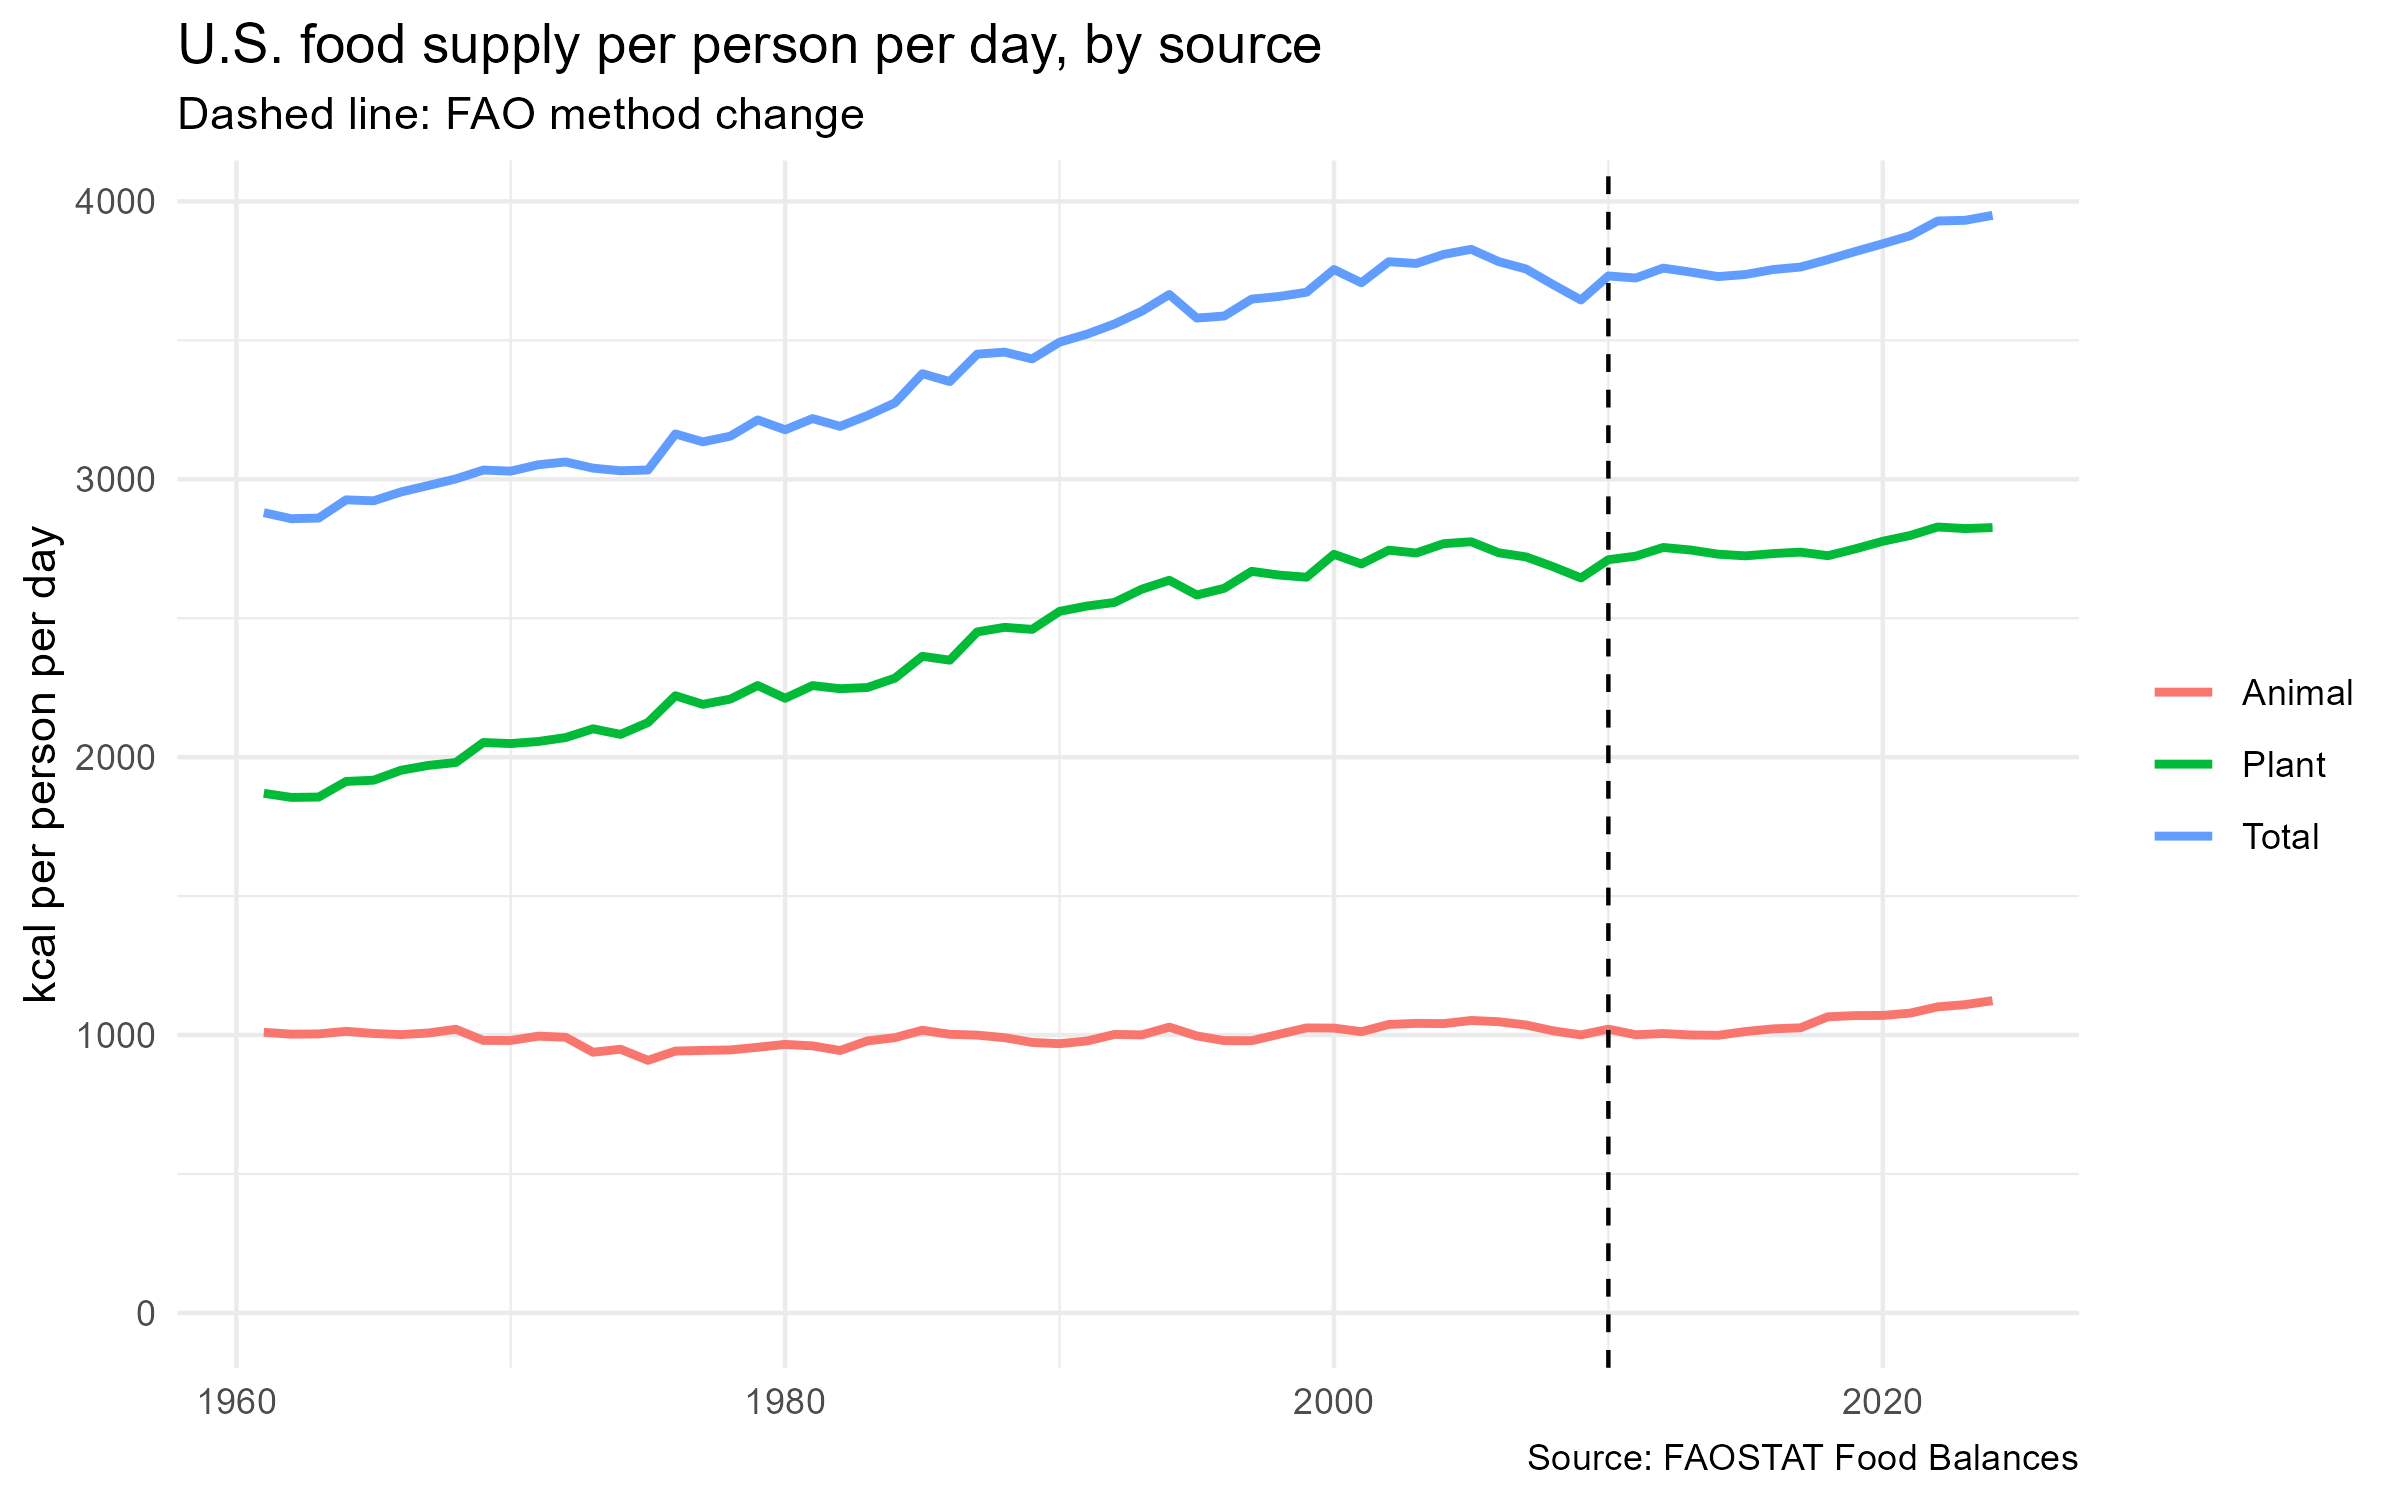 U.S. food supply per person per day, by source
Dashed line: FAO method change
kcal per person per day
4000
3000
2000
1000
0
1960
1980
2000
2020
Animal
Plant
Total
Source: FAOSTAT Food Balances